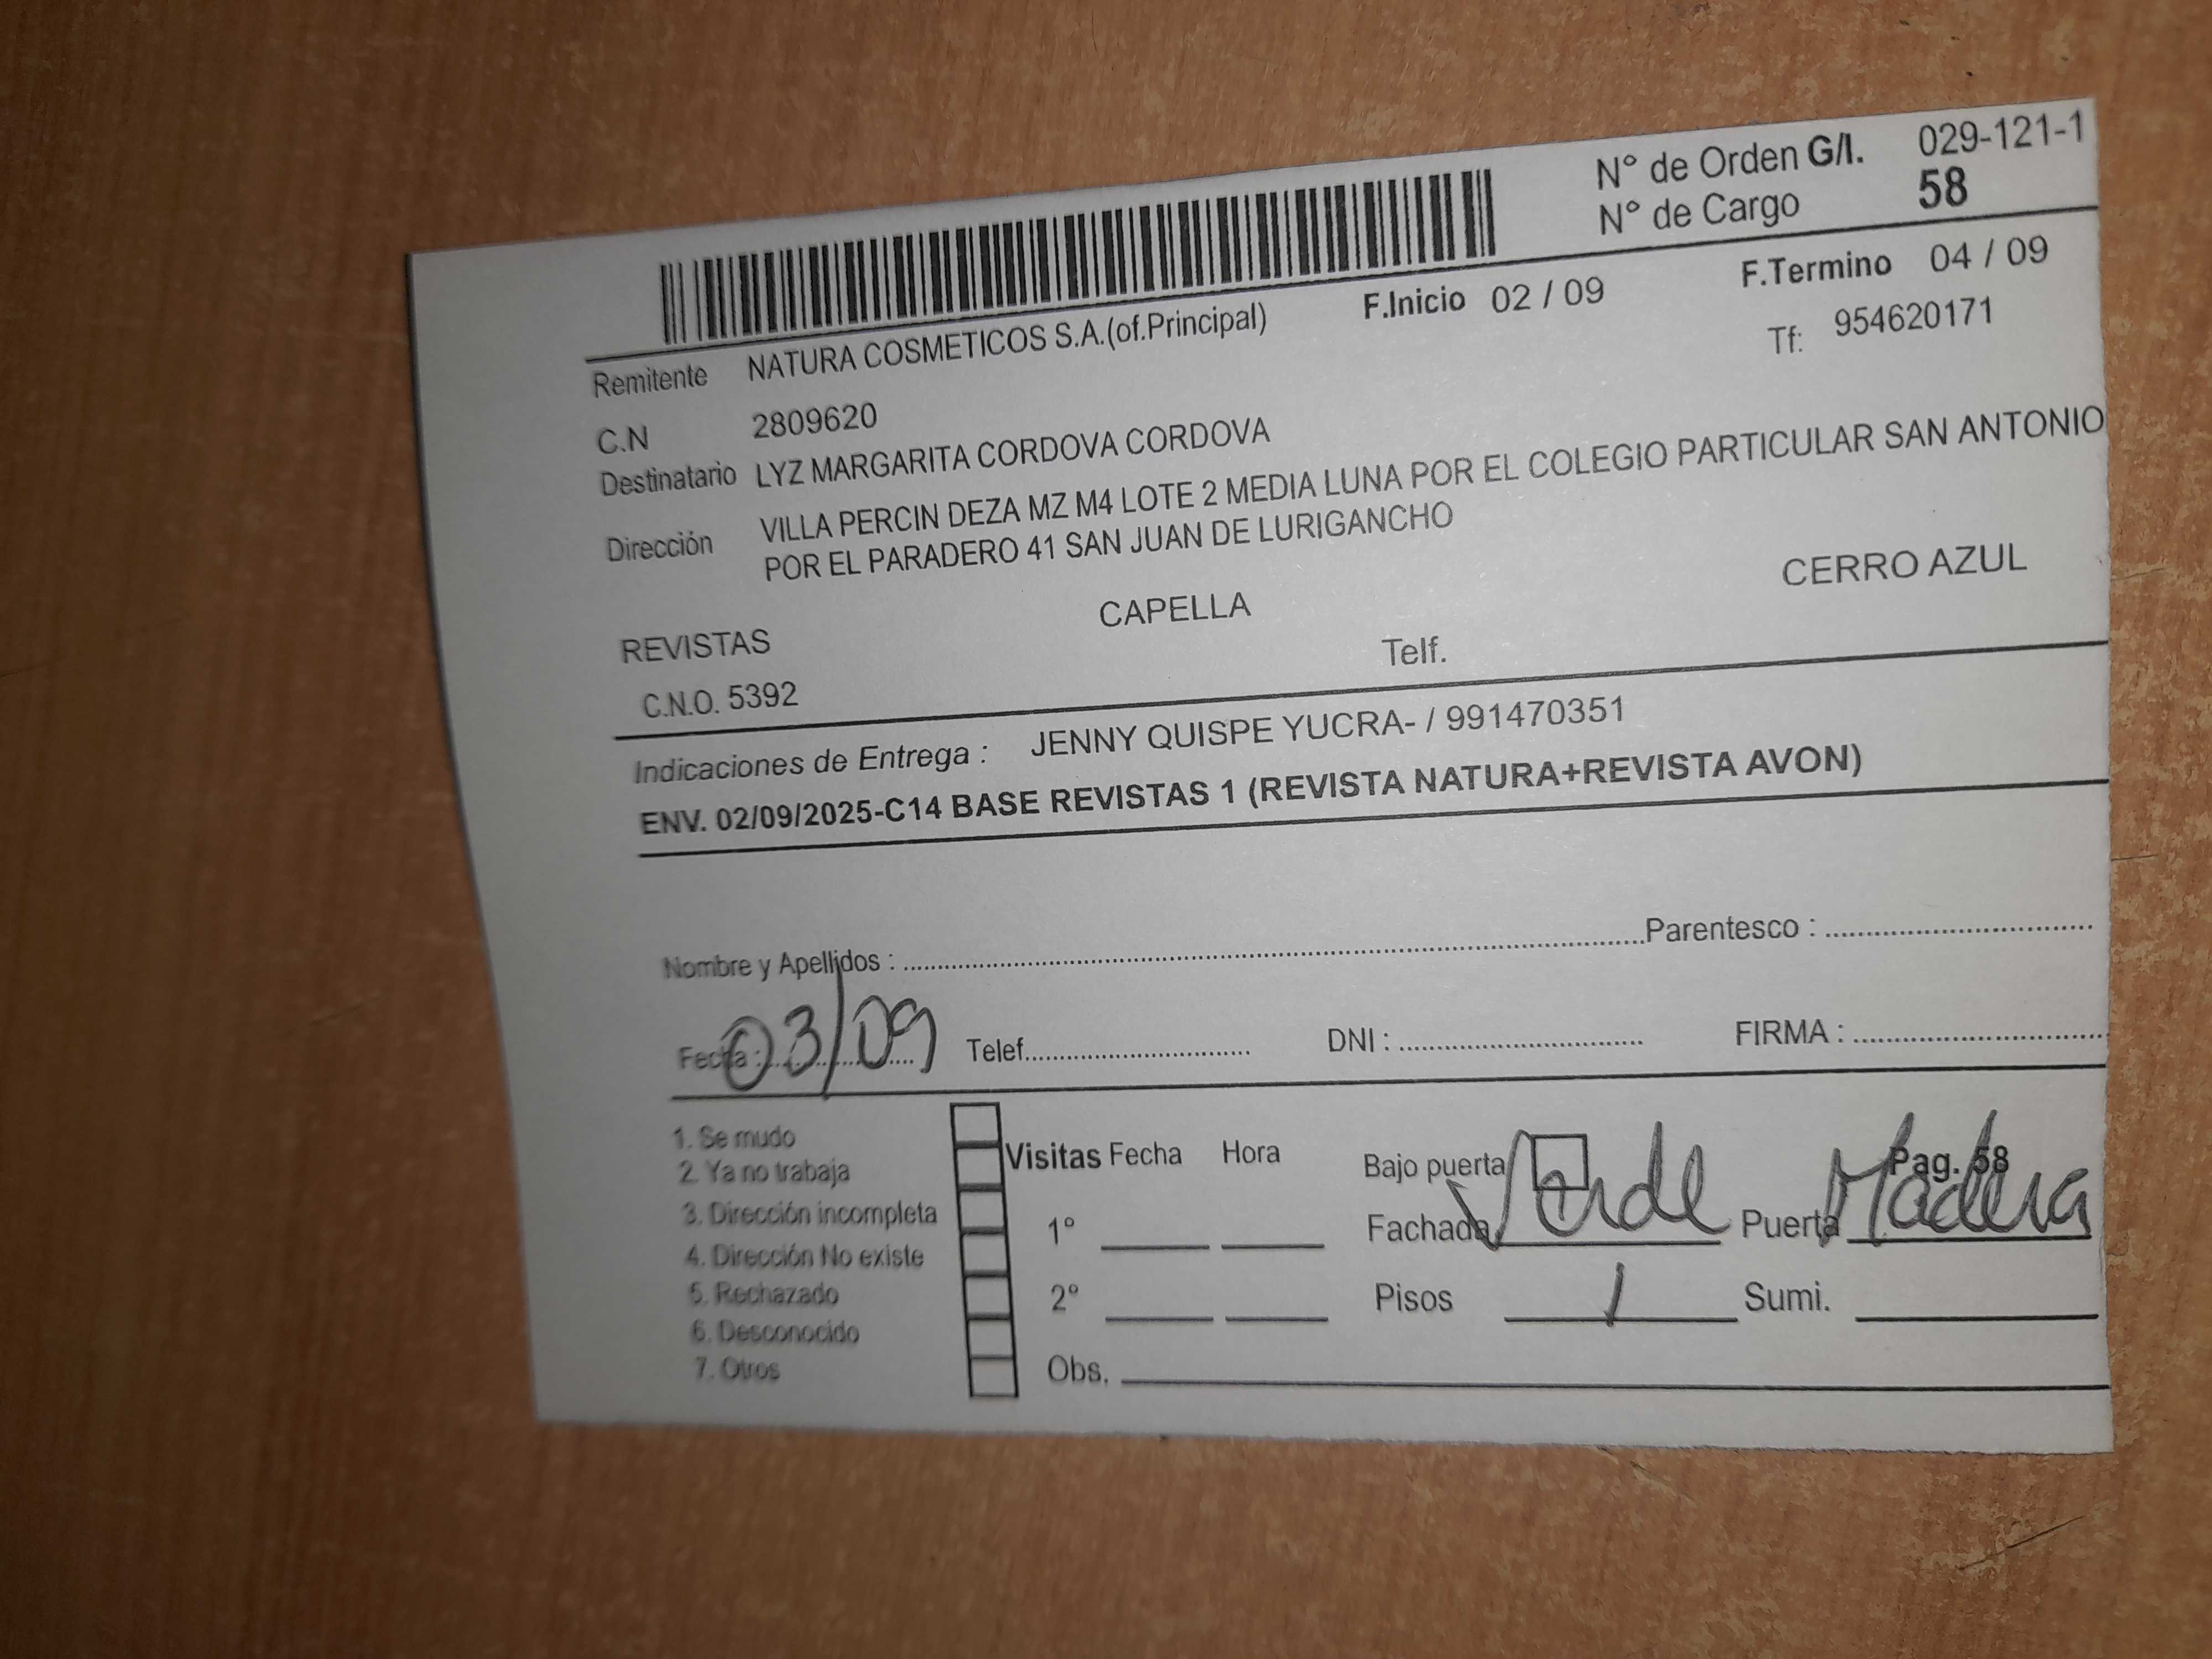 N° de Orden G/I. 029-121-1
N° de Cargo 58
F.Inicio 02 / 09 F.Termino 04 / 09
Remitente NATURA COSMETICOS S.A.(of.Principal) Tf: 954620171
C.N 2809620
Destinatario LYZ MARGARITA CORDOVA CORDOVA
Dirección VILLA PERCIN DEZA MZ M4 LOTE 2 MEDIA LUNA POR EL COLEGIO PARTICULAR SAN ANTONIO
POR EL PARADERO 41 SAN JUAN DE LURIGANCHO
REVISTAS CAPELLA CERRO AZUL
C.N.O. 5392 Telf.
Indicaciones de Entrega : JENNY QUISPE YUCRA- / 991470351
ENV. 02/09/2025-C14 BASE REVISTAS 1 (REVISTA NATURA+REVISTA AVON)
Nombre y Apellidos : Parentesco :
Fecha : 03/09 Telef. DNI : FIRMA :
1. Se mudo
2. Ya no trabaja
3. Dirección incompleta
4. Dirección No existe
5. Rechazado
6. Desconocido
7. Otros
Visitas Fecha Hora
1°
2°
Obs.
Bajo puerta Pag. 58
Fachada Verde Puerta Madera
Pisos 1 Sumi.